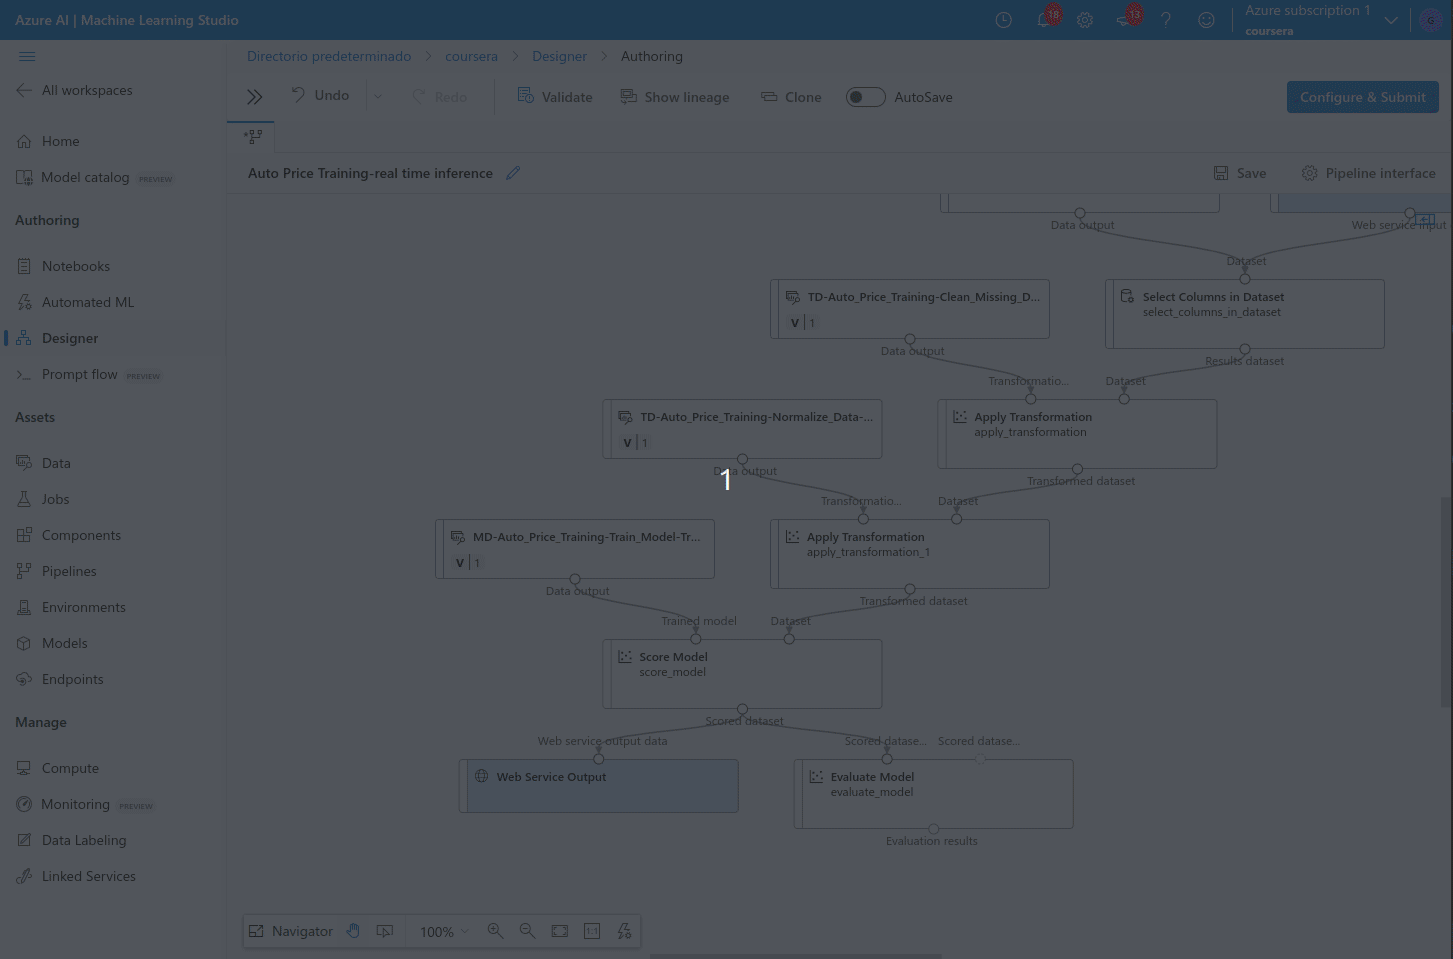 Azure AI | Machine Learning Studio
18
13
Azure subscription 1
coursera
All workspaces
Home
Model catalog PREVIEW
Authoring
Notebooks
Automated ML
Designer
Prompt flow PREVIEW
Assets
Data
Jobs
Components
Pipelines
Environments
Models
Endpoints
Manage
Compute
Monitoring PREVIEW
Data Labeling
Linked Services
Directorio predeterminado > coursera > Designer > Authoring
Undo
Redo
Validate
Show lineage
Clone
AutoSave
Configure & Submit
Auto Price Training-real time inference
Save
Pipeline interface
Data output
Web service input
Dataset
TD-Auto_Price_Training-Clean_Missing_D...
V | 1
Select Columns in Dataset
select_columns_in_dataset
Data output
Results dataset
Transformatio...
Dataset
TD-Auto_Price_Training-Normalize_Data-...
V | 1
Apply Transformation
apply_transformation
Data output
1
Transformed dataset
Transformatio...
Dataset
MD-Auto_Price_Training-Train_Model-Tr...
V | 1
Apply Transformation
apply_transformation_1
Data output
Transformed dataset
Trained model
Dataset
Score Model
score_model
Scored dataset
Web service output data
Scored datase...
Scored datase...
Web Service Output
Evaluate Model
evaluate_model
Evaluation results
Navigator
100%
1:1